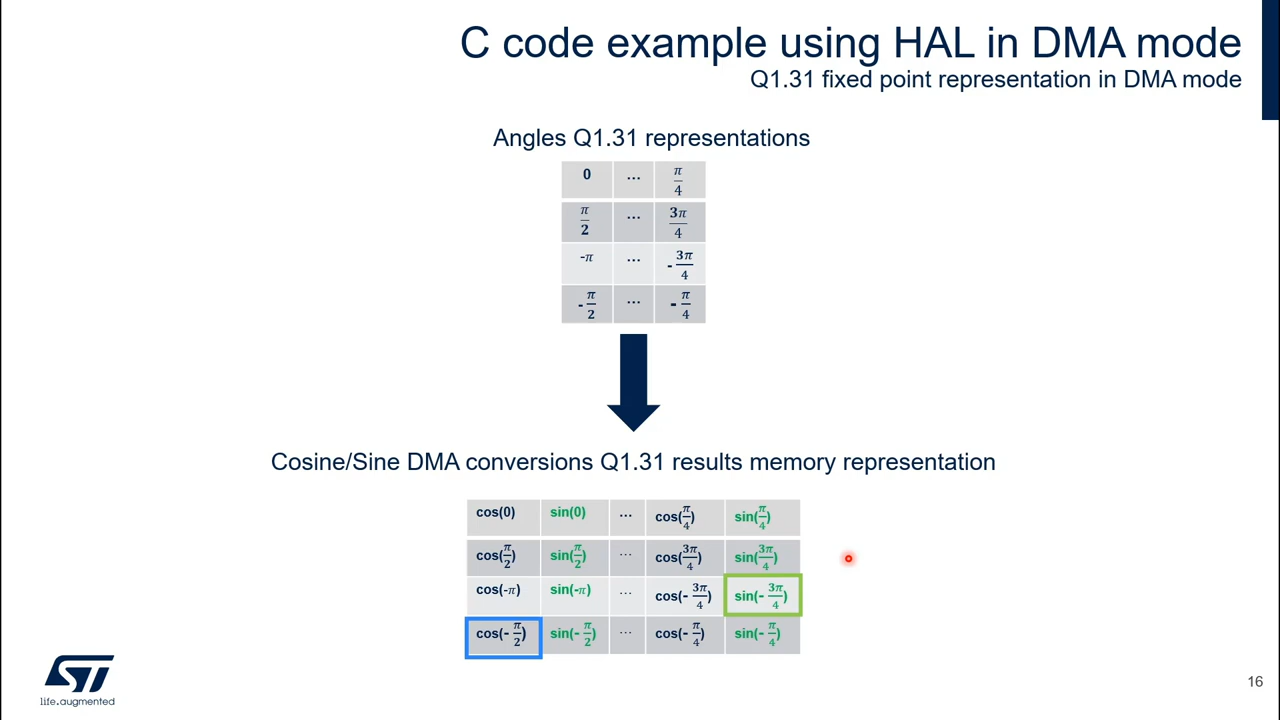 C code example using HAL in DMA mode
Q1.31 fixed point representation in DMA mode
Angles Q1.31 representations
0 ... π/4
π/2 ... 3π/4
-π ... -3π/4
-π/2 ... -π/4
Cosine/Sine DMA conversions Q1.31 results memory representation
cos(0) sin(0) ... cos(π/4) sin(π/4)
cos(π/2) sin(π/2) ... cos(3π/4) sin(3π/4)
cos(-π) sin(-π) ... cos(-3π/4) sin(-3π/4)
cos(-π/2) sin(-π/2) ... cos(-π/4) sin(-π/4)
ST
life.augmented
16